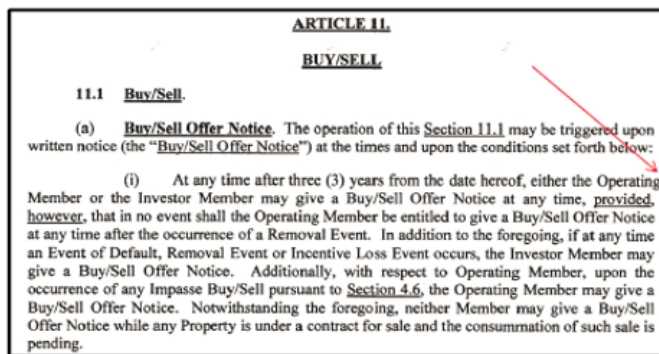 ARTICLE 11.
BUY/SELL
11.1 Buy/Sell.
(a) Buy/Sell Offer Notice. The operation of this Section 11.1 may be triggered upon
written notice (the “Buy/Sell Offer Notice”) at the times and upon the conditions set forth below:
(i) At any time after three (3) years from the date hereof, either the Operating
Member or the Investor Member may give a Buy/Sell Offer Notice at any time, provided,
however, that in no event shall the Operating Member be entitled to give a Buy/Sell Offer Notice
at any time after the occurrence of a Removal Event. In addition to the foregoing, if at any time
an Event of Default, Removal Event or Incentive Loss Event occurs, the Investor Member may
give a Buy/Sell Offer Notice. Additionally, with respect to Operating Member, upon the
occurrence of any Impasse Buy/Sell pursuant to Section 4.6, the Operating Member may give a
Buy/Sell Offer Notice. Notwithstanding the foregoing, neither Member may give a Buy/Sell
Offer Notice while any Property is under a contract for sale and the consummation of such sale is
pending.